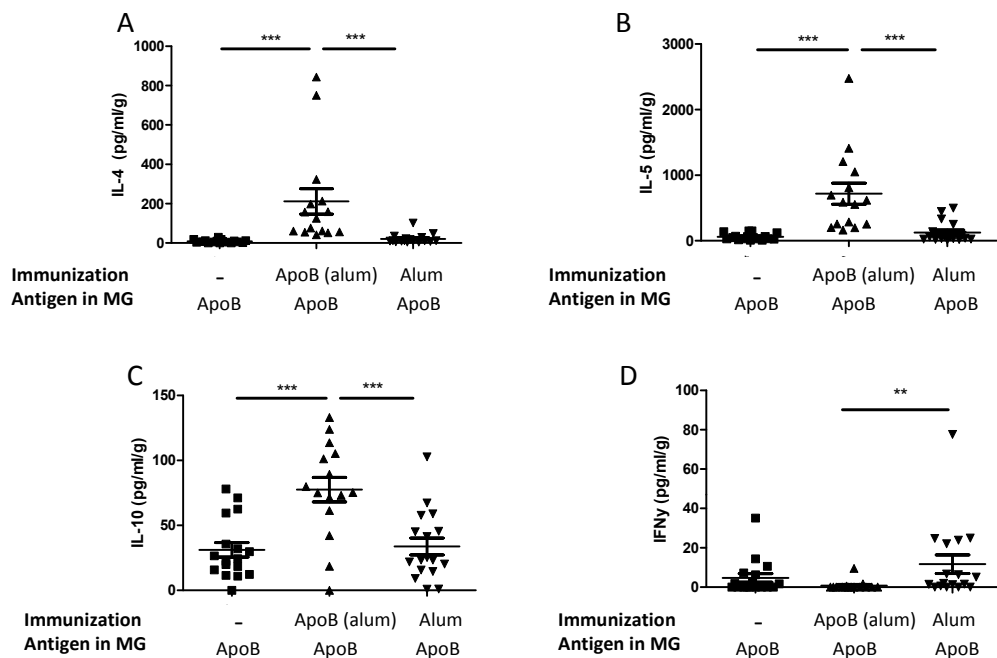 A
*** ***
1000
800
600
400
200
0
IL-4 (pg/ml/g)
Immunization – ApoB (alum) Alum
Antigen in MG ApoB ApoB ApoB
B
*** ***
3000
2000
1000
0
IL-5 (pg/ml/g)
Immunization – ApoB (alum) Alum
Antigen in MG ApoB ApoB ApoB
C
*** ***
150
100
50
0
IL-10 (pg/ml/g)
Immunization – ApoB (alum) Alum
Antigen in MG ApoB ApoB ApoB
D
**
100
80
60
40
20
0
IFNγ (pg/ml/g)
Immunization – ApoB (alum) Alum
Antigen in MG ApoB ApoB ApoB